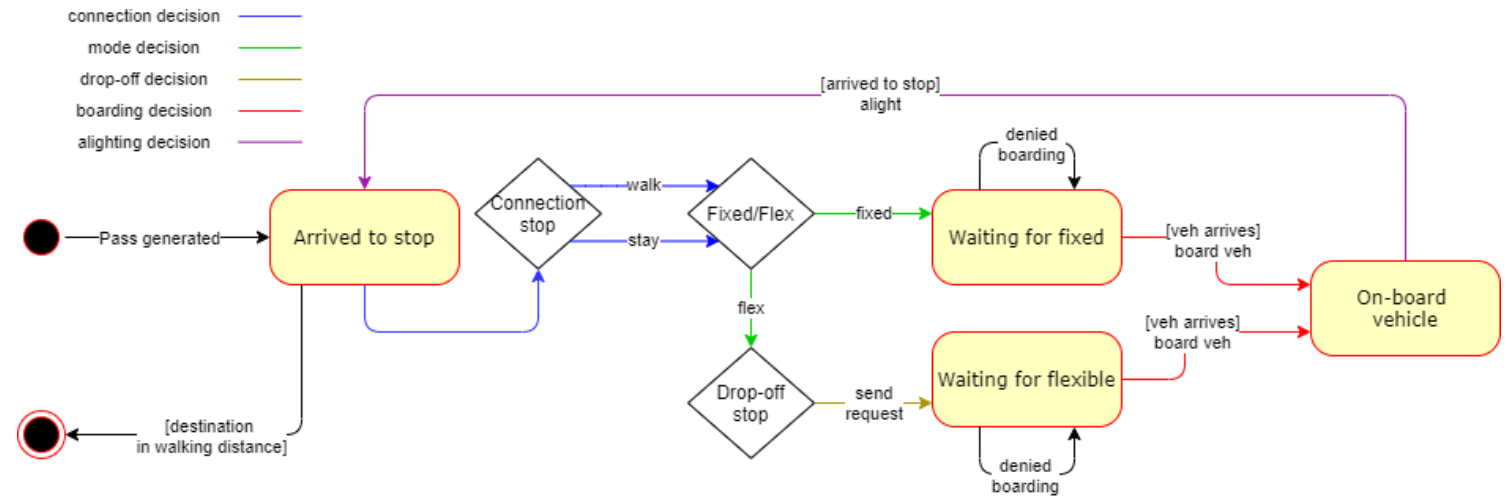 connection decision
mode decision
drop-off decision
boarding decision
alighting decision
[arrived to stop]
alight
denied
boarding
Connection
stop
walk
stay
Fixed/Flex
fixed
Waiting for fixed
[veh arrives]
board veh
Pass generated
Arrived to stop
On-board
vehicle
flex
[veh arrives]
board veh
Drop-off
stop
send
request
Waiting for flexible
[destination
in walking distance]
denied
boarding